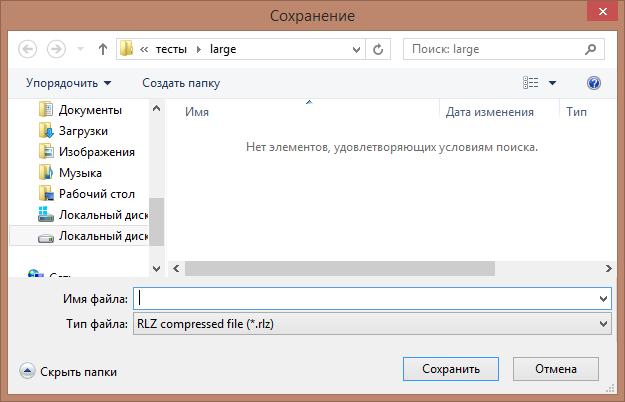 Сохранение
« тесты large
Поиск: large
Упорядочить Создать папку
Имя Дата изменения Тип
Документы
Загрузки
Изображения
Музыка
Рабочий стол
Локальный диск
Локальный диск
Нет элементов, удовлетворяющих условиям поиска.
Имя файла:
Тип файла: RLZ compressed file (*.rlz)
Скрыть папки Сохранить Отмена